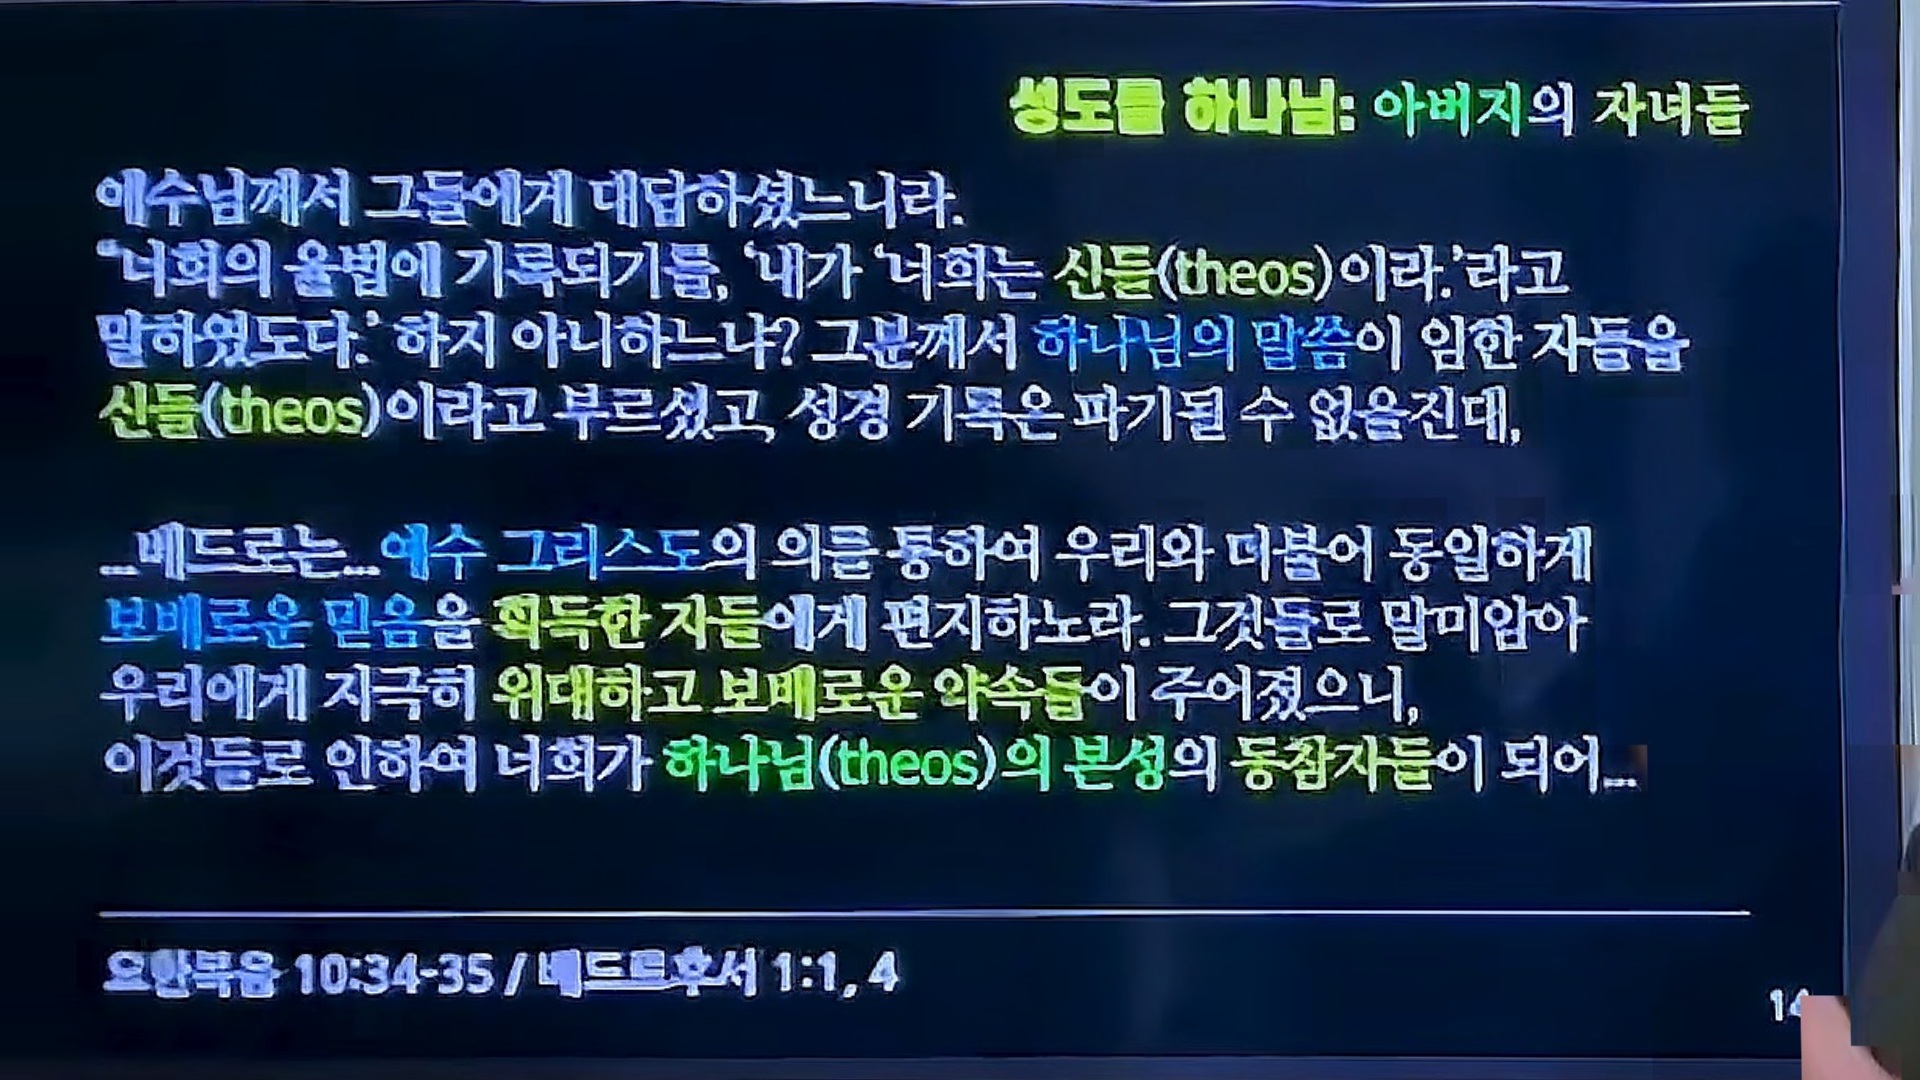 성도를 하나님: 아버지의 자녀들
예수님께서 그들에게 대답하셨느니라.
“너희의 율법에 기록되기를, ‘내가 ‘너희는 신들(theos)이라.’라고
말하였도다.’ 하지 아니하느냐? 그분께서 하나님의 말씀이 임한 자들을
신들(theos)이라고 부르셨고, 성경 기록은 파기될 수 없을진대,
...베드로는... 예수 그리스도의 의를 통하여 우리와 더불어 동일하게
보배로운 믿음을 획득한 자들에게 편지하노라. 그것들로 말미암아
우리에게 지극히 위대하고 보배로운 약속들이 주어졌으니,
이것들로 인하여 너희가 하나님(theos)의 본성의 동참자들이 되어...
요한복음 10:34-35 / 베드로후서 1:1, 4